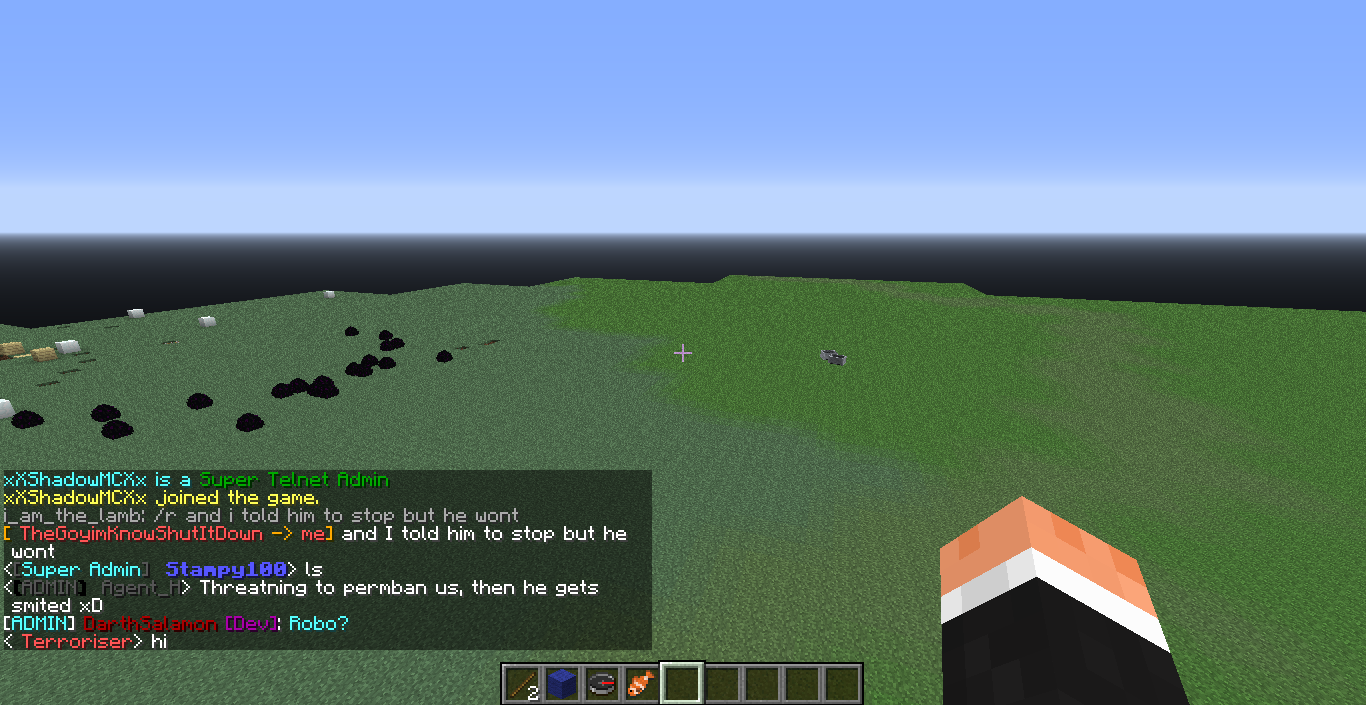 xXShadowMCXx is a Super Telnet Admin
xXShadowMCXx joined the game.
i_am_the_lamb: /r and i told him to stop but he wont
[ TheGoyimKnowShutItDown -> me] and I told him to stop but he
wont
<[Super Admin] Stampy100> ls
<[ADMIN] Agent_H> Threatning to permban us, then he gets
smited xD
[ADMIN] DarthSalamon [Dev]: Robo?
< Terroriser> hi
2